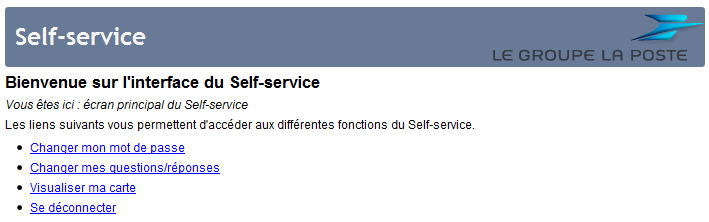 Self-service
LE GROUPE LA POSTE
Bienvenue sur l'interface du Self-service
Vous êtes ici : écran principal du Self-service
Les liens suivants vous permettent d'accéder aux différentes fonctions du Self-service.
Changer mon mot de passe
Changer mes questions/réponses
Visualiser ma carte
Se déconnecter